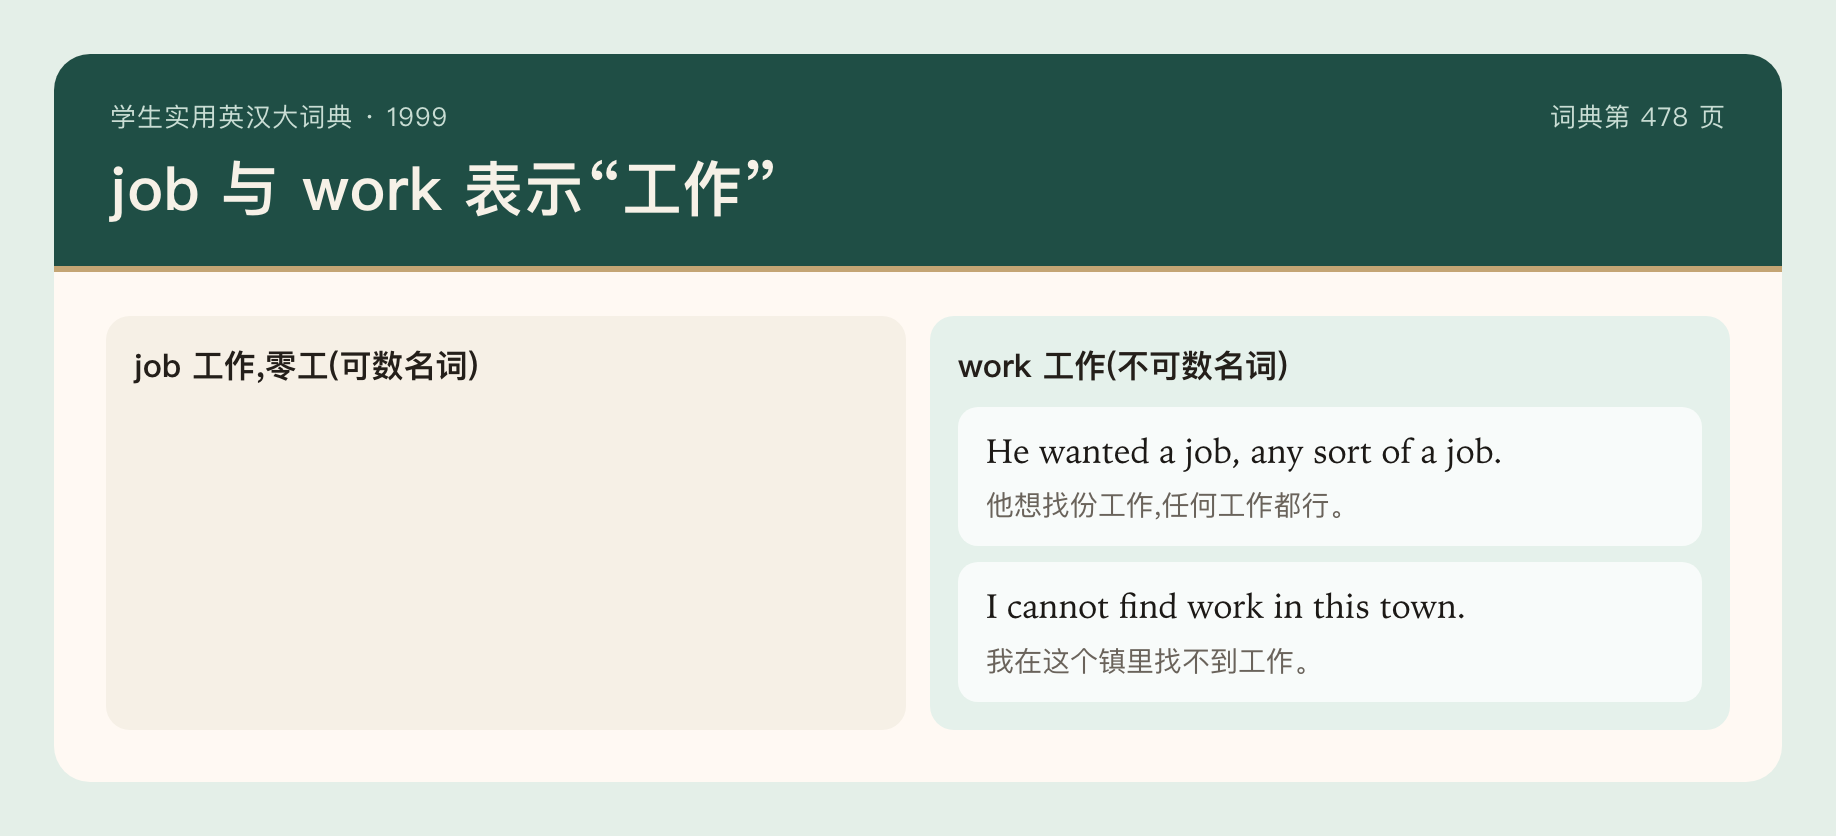 学生实用英汉大词典 · 1999
词典第 478 页
job 与 work 表示“工作”
job 工作,零工(可数名词)
work 工作(不可数名词)
He wanted a job, any sort of a job.
他想找份工作,任何工作都行。
I cannot find work in this town.
我在这个镇里找不到工作。